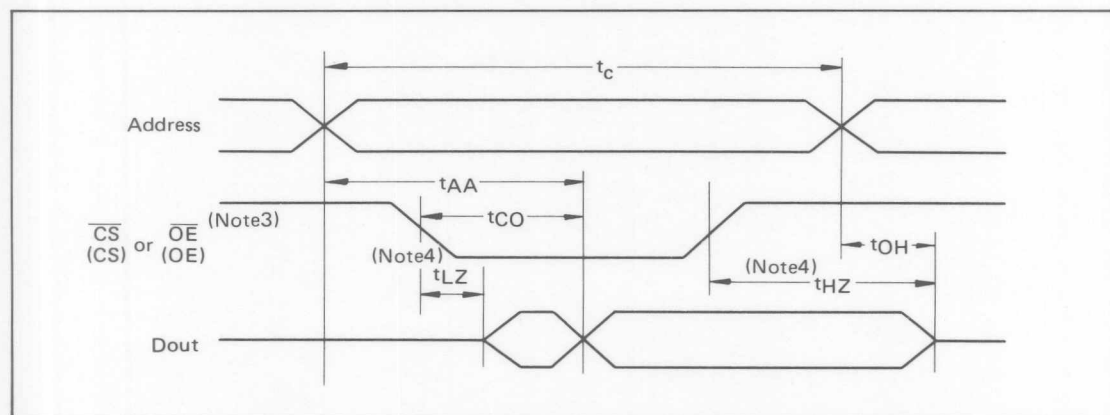 tC
Address
tAA
CS or OE (Note3)
(CS) (OE)
tCO
(Note4)
tLZ
tOH
(Note4)
tHZ
Dout